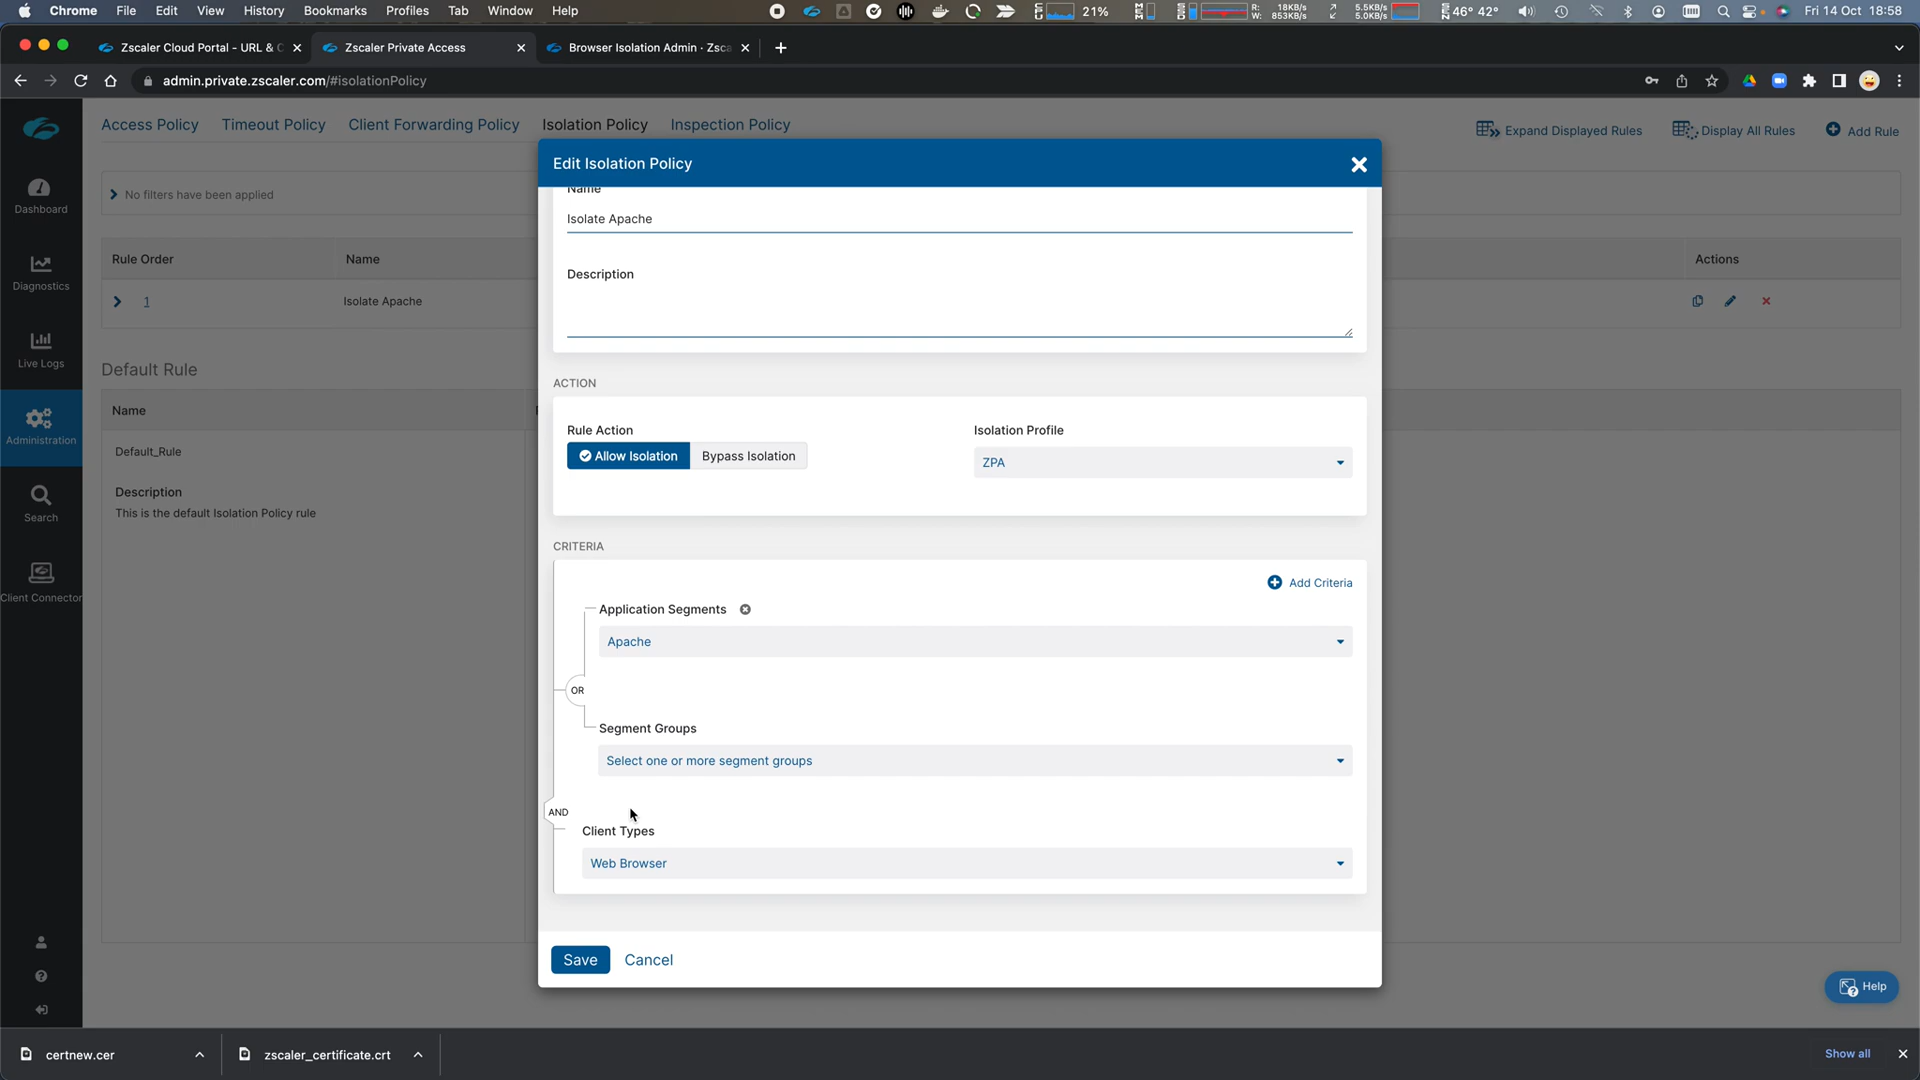 Chrome File Edit View History Bookmarks Profiles Tab Window Help 21% R: 18KB/s W: 853KB/s 5.5KB/s 5.0KB/s 46° 42° Fri 14 Oct 18:58
Zscaler Cloud Portal - URL & C Zscaler Private Access Browser Isolation Admin · Zsca
admin.private.zscaler.com/#isolationPolicy
Access Policy Timeout Policy Client Forwarding Policy Isolation Policy Inspection Policy
Expand Displayed Rules Display All Rules Add Rule
Edit Isolation Policy
No filters have been applied
Dashboard
Diagnostics
Live Logs
Administration
Search
Client Connector
Rule Order Name Actions
1 Isolate Apache
Default Rule
Name
Default_Rule
Description
This is the default Isolation Policy rule
Name
Isolate Apache
Description
ACTION
Rule Action Isolation Profile
Allow Isolation Bypass Isolation ZPA
CRITERIA
Add Criteria
Application Segments
Apache
OR
Segment Groups
Select one or more segment groups
AND
Client Types
Web Browser
Save Cancel
Help
certnew.cer zscaler_certificate.crt Show all